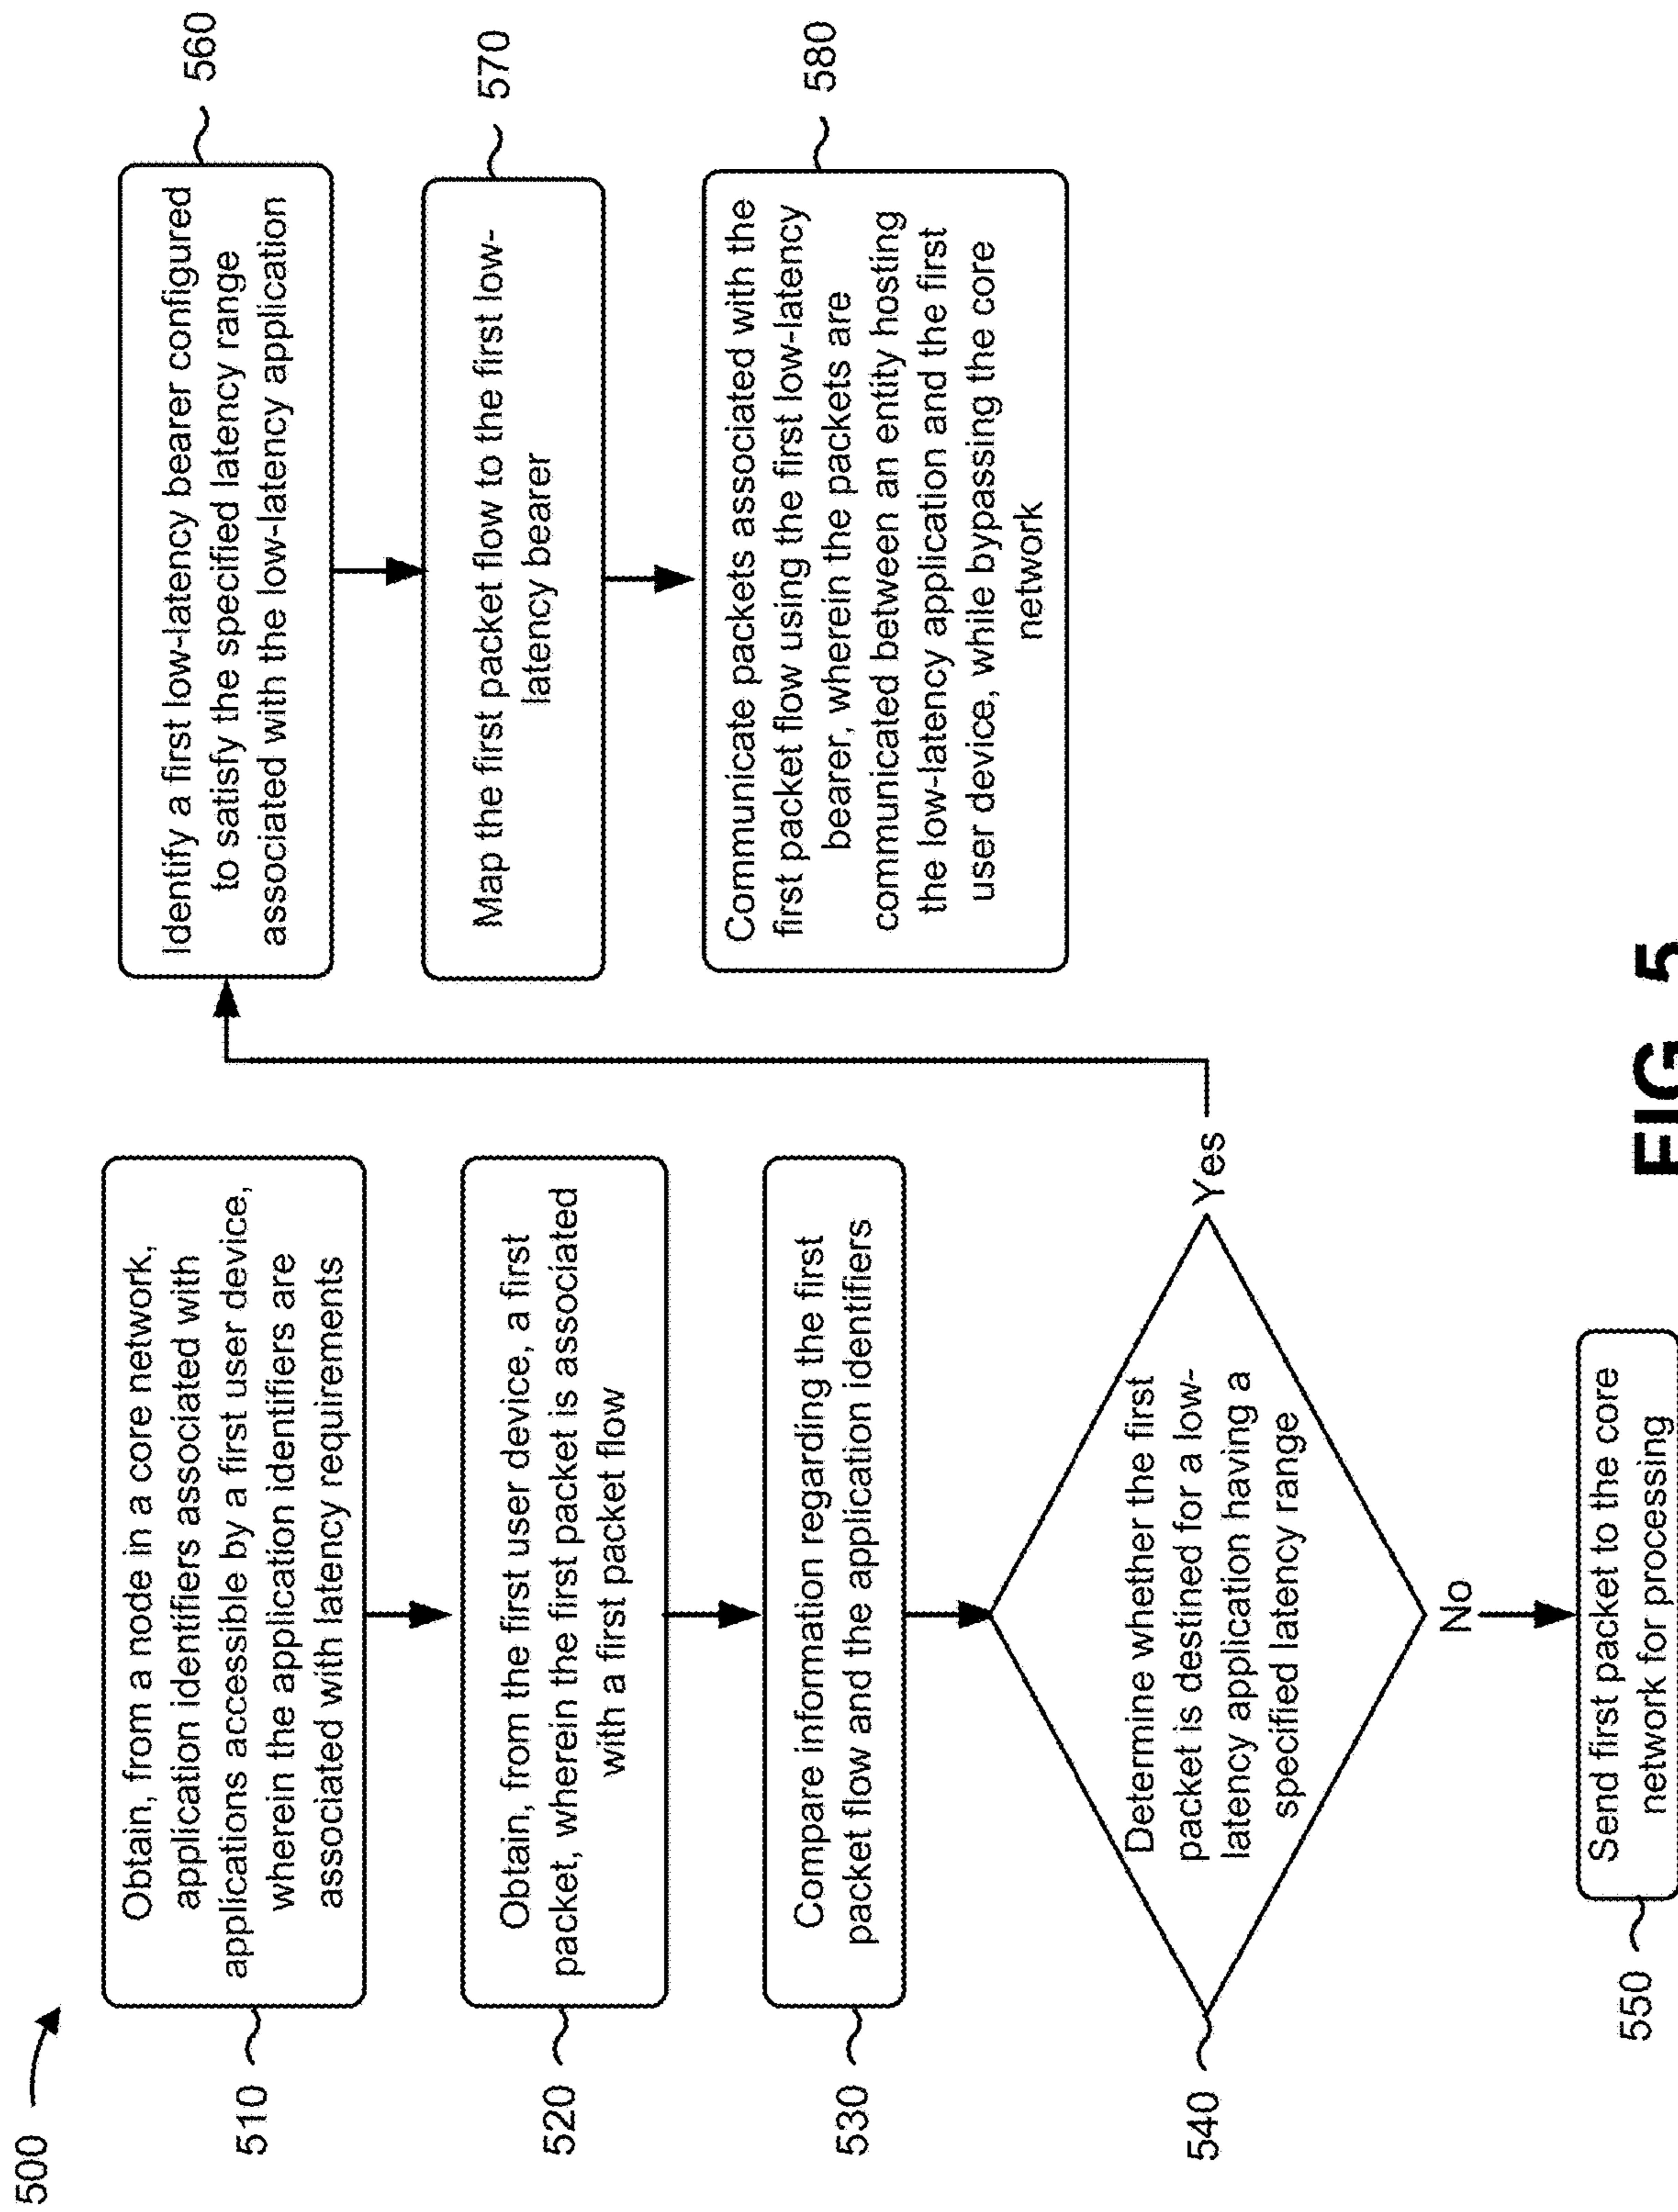 500
510
Obtain, from a node in a core network,
application identifiers associated with
applications accessible by a first user device,
wherein the application identifiers are
associated with latency requirements
520
Obtain, from the first user device, a first
packet, wherein the first packet is associated
with a first packet flow
530
Compare information regarding the first
packet flow and the application identifiers
540
Determine whether the first
packet is destined for a low-
latency application having a
specified latency range
Yes
No
550
Send first packet to the core
network for processing
560
Identify a first low-latency bearer configured
to satisfy the specified latency range
associated with the low-latency application
570
Map the first packet flow to the first low-
latency bearer
580
Communicate packets associated with the
first packet flow using the first low-latency
bearer, wherein the packets are
communicated between an entity hosting
the low-latency application and the first
user device, while bypassing the core
network
FIG. 5